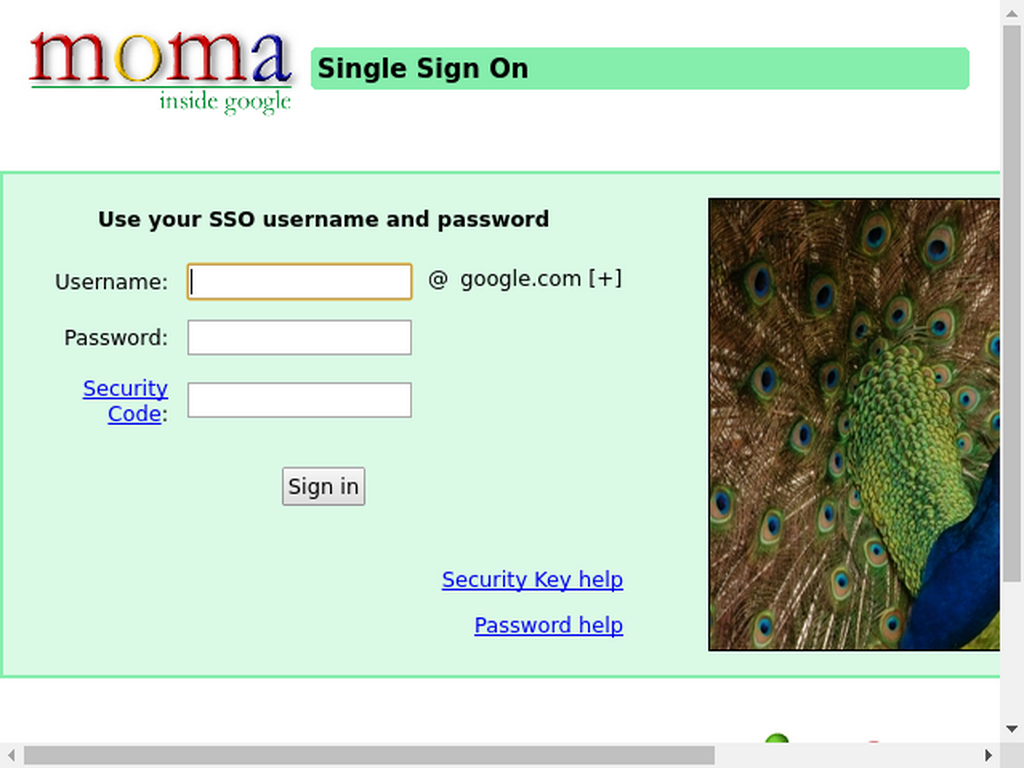 moma
inside google
Single Sign On
Use your SSO username and password
Username:
@ google.com [+]
Password:
Security
Code:
Sign in
Security Key help
Password help